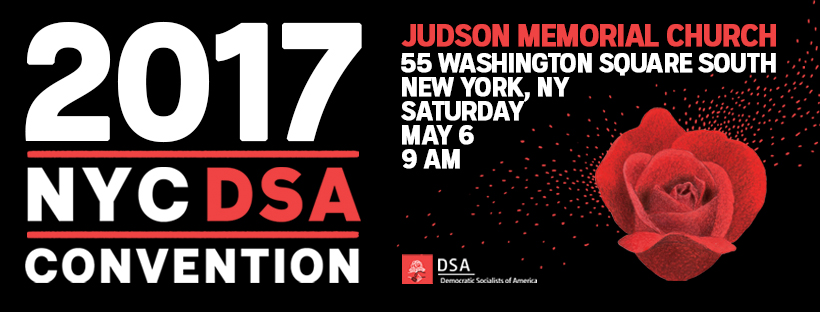 2017
NYC DSA
CONVENTION
JUDSON MEMORIAL CHURCH
55 WASHINGTON SQUARE SOUTH
NEW YORK, NY
SATURDAY
MAY 6
9 AM
DSA
Democratic Socialists of America